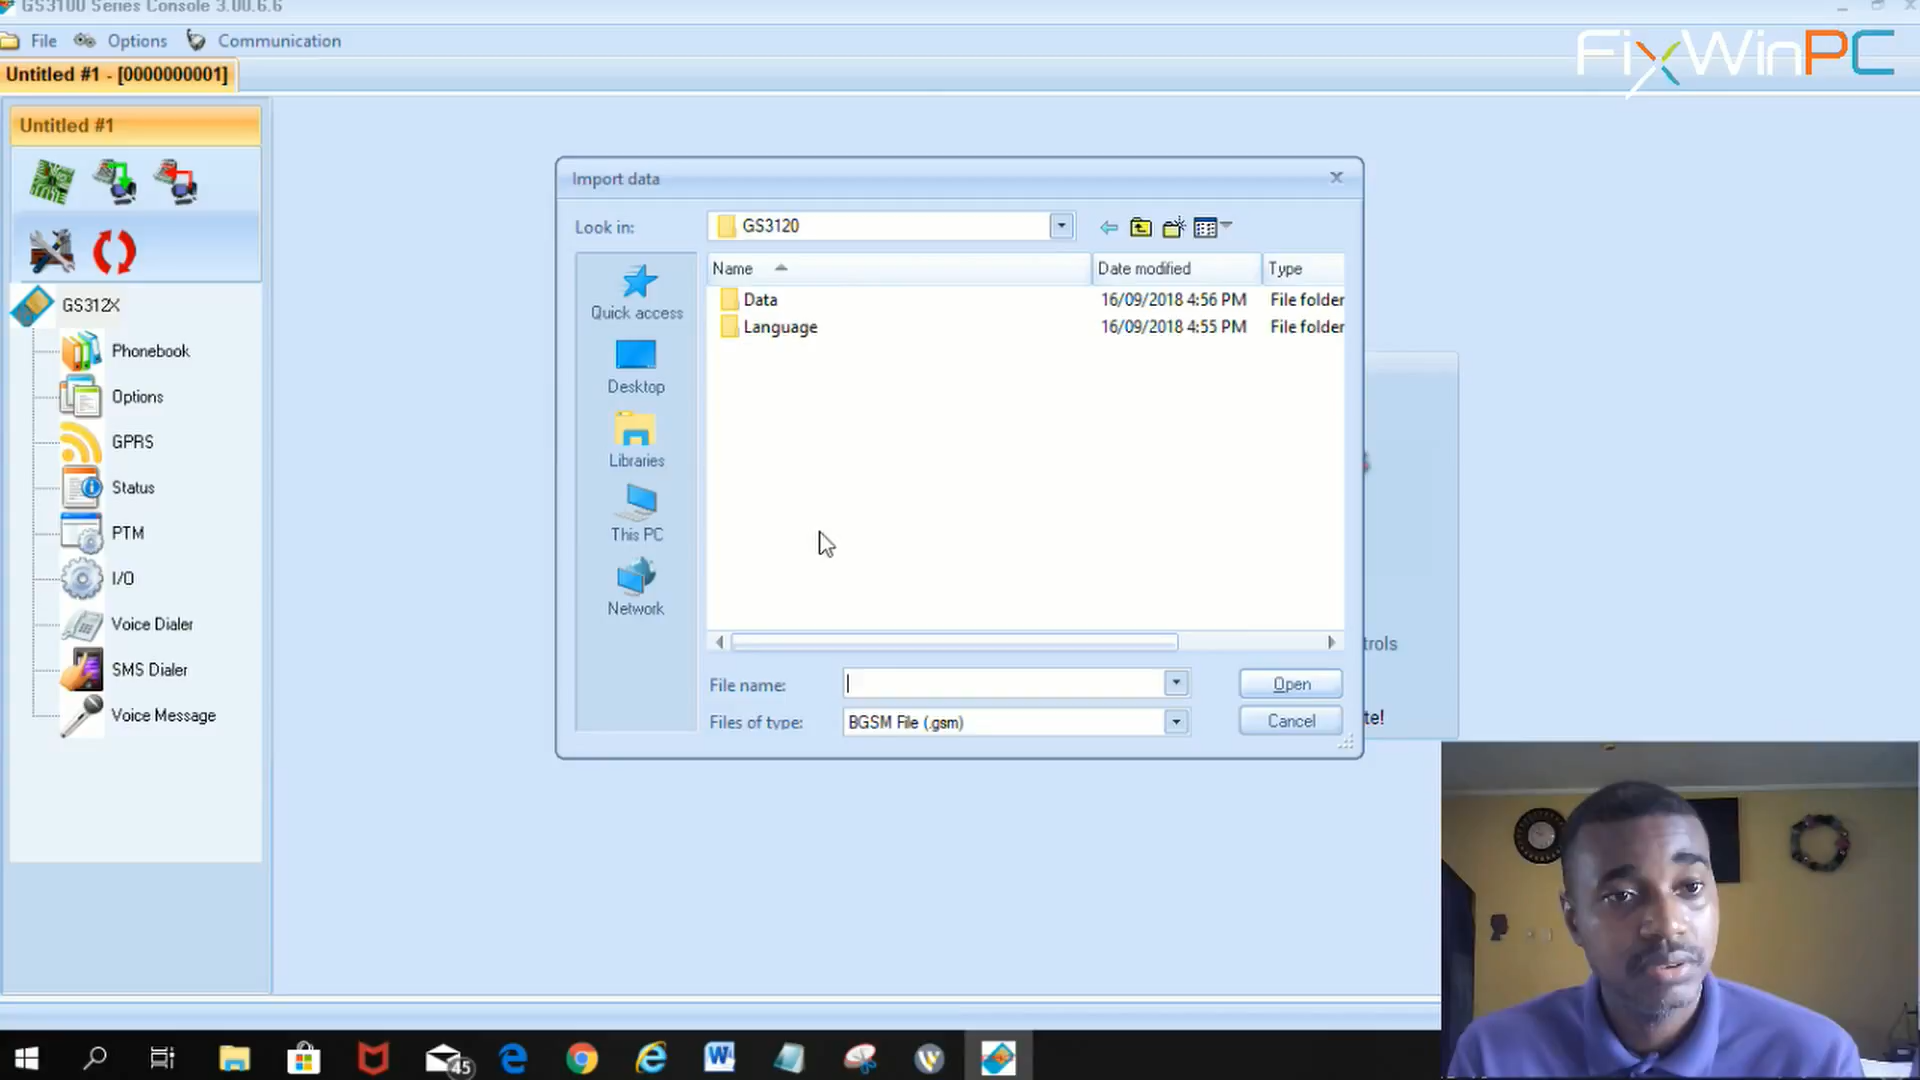 GS3100 Series Console 3.00.6.6
File Options Communication
FixWinPC
Untitled #1 - [0000000001]
Untitled #1
GS312X
Phonebook
Options
GPRS
Status
PTM
I/O
Voice Dialer
SMS Dialer
Voice Message
Import data
Look in: GS3120
Name Date modified Type
Data 16/09/2018 4:56 PM File folder
Language 16/09/2018 4:55 PM File folder
Quick access
Desktop
Libraries
This PC
Network
File name: Open
Files of type: BGSM File (.gsm) Cancel
trols
te!
45